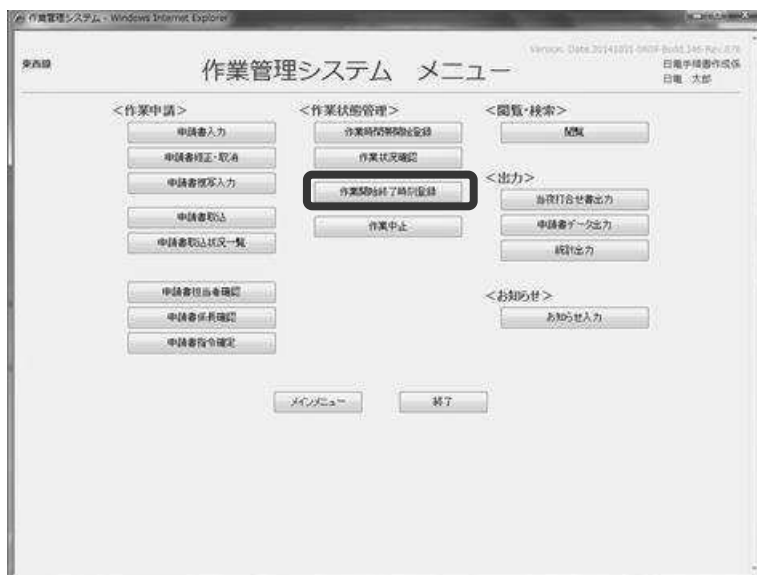 作業管理システム - Windows Internet Explorer
東西線
作業管理システム メニュー
日電手順書作成係
日電 太郎
<作業申請>
申請書入力
申請書修正・取消
申請書複写入力
申請書取込
申請書取込状況一覧
申請書担当者確認
申請書係長確認
申請書指令確定
<作業状態管理>
作業時間帯開始登録
作業状況確認
作業開始終了時刻登録
作業中止
<閲覧・検索>
閲覧
<出力>
当夜打合せ書出力
申請書データ出力
統計出力
<お知らせ>
お知らせ入力
メインメニュー
終了